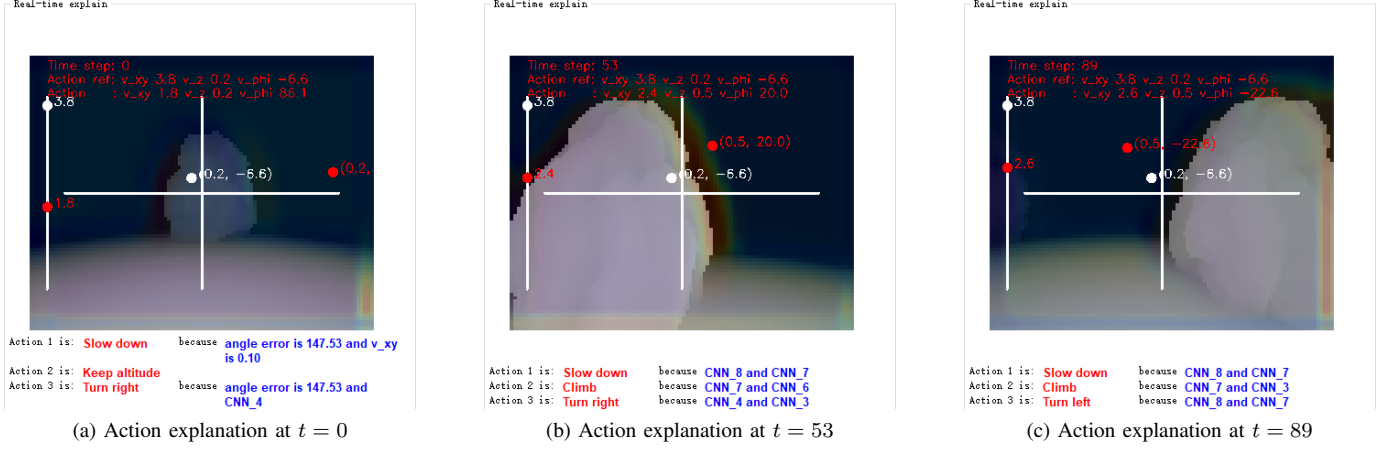 Real-time explain
Time step: 0
Action ref: v_xy 3.8 v_z 0.2 v_phi -6.6
Action : v_xy 1.8 v_z 0.2 v_phi 86.1
3.8
(0.2,
(0.2, -6.6)
1.8
Action 1 is: Slow down because angle error is 147.53 and v_xy
is 0.10
Action 2 is: Keep altitude
Action 3 is: Turn right because angle error is 147.53 and
CNN_4
(a) Action explanation at t = 0
Real-time explain
Time step: 53
Action ref: v_xy 3.8 v_z 0.2 v_phi -6.6
Action : v_xy 2.4 v_z 0.5 v_phi 20.0
3.8
(0.5, 20.0)
2.4
(0.2, -6.6)
Action 1 is: Slow down because CNN_8 and CNN_7
Action 2 is: Climb because CNN_7 and CNN_6
Action 3 is: Turn right because CNN_4 and CNN_3
(b) Action explanation at t = 53
Real-time explain
Time step: 89
Action ref: v_xy 3.8 v_z 0.2 v_phi -6.6
Action : v_xy 2.6 v_z 0.5 v_phi -22.6
3.8
(0.5, -22.6)
2.6
(0.2, -6.6)
Action 1 is: Slow down because CNN_8 and CNN_7
Action 2 is: Climb because CNN_7 and CNN_3
Action 3 is: Turn left because CNN_8 and CNN_7
(c) Action explanation at t = 89